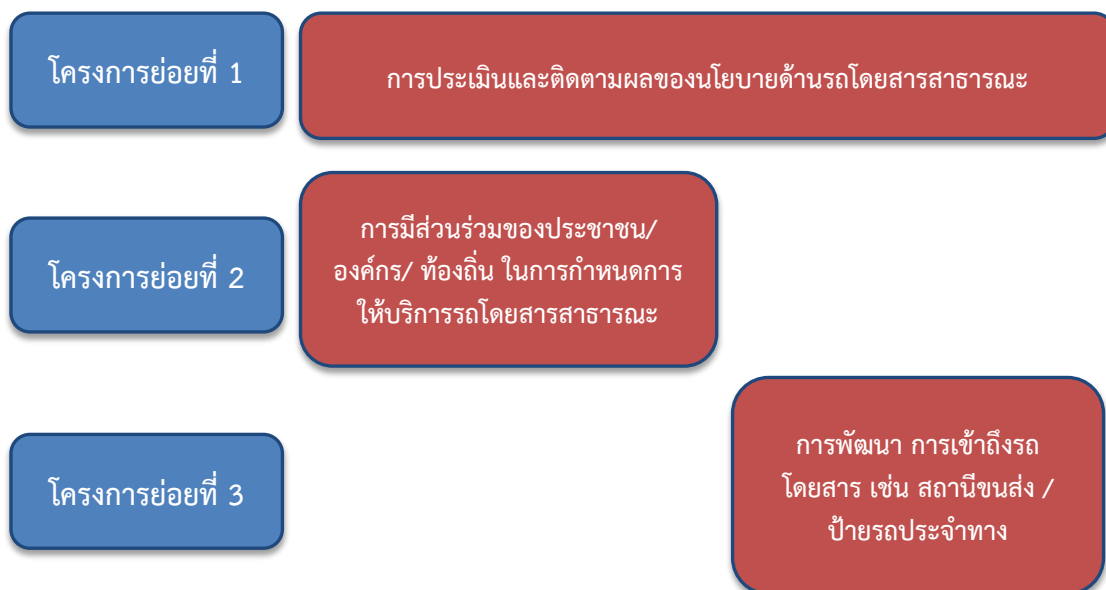 โครงการย่อยที่ 1
การประเมินและติดตามผลของนโยบายด้านรถโดยสารสาธารณะ
โครงการย่อยที่ 2
การมีส่วนร่วมของประชาชน/
องค์กร/ ท้องถิ่น ในการกำหนดการ
ให้บริการรถโดยสารสาธารณะ
โครงการย่อยที่ 3
การพัฒนา การเข้าถึงรถ
โดยสาร เช่น สถานีขนส่ง /
ป้ายรถประจำทาง